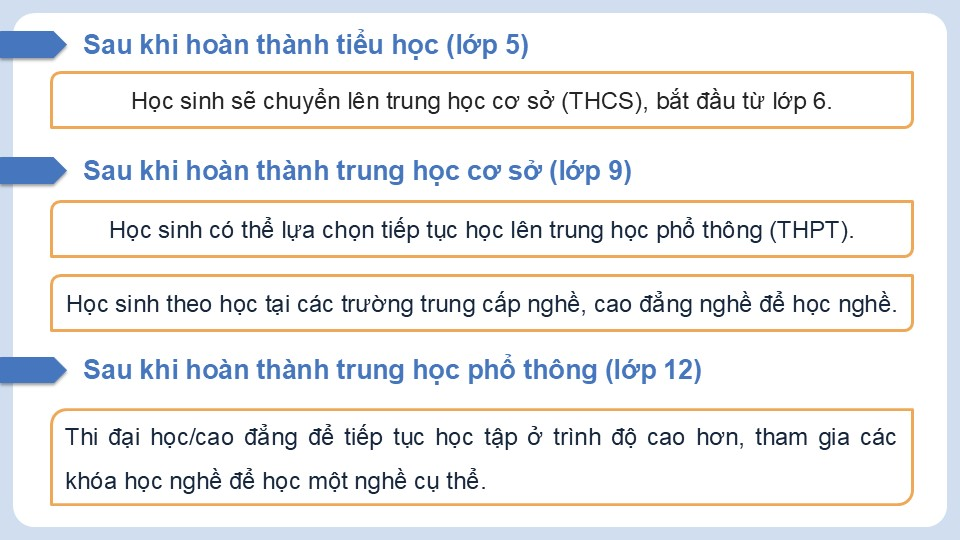 Sau khi hoàn thành tiểu học (lớp 5)
Học sinh sẽ chuyển lên trung học cơ sở (THCS), bắt đầu từ lớp 6.
Sau khi hoàn thành trung học cơ sở (lớp 9)
Học sinh có thể lựa chọn tiếp tục học lên trung học phổ thông (THPT).
Học sinh theo học tại các trường trung cấp nghề, cao đẳng nghề để học nghề.
Sau khi hoàn thành trung học phổ thông (lớp 12)
Thi đại học/cao đẳng để tiếp tục học tập ở trình độ cao hơn, tham gia các
khóa học nghề để học một nghề cụ thể.